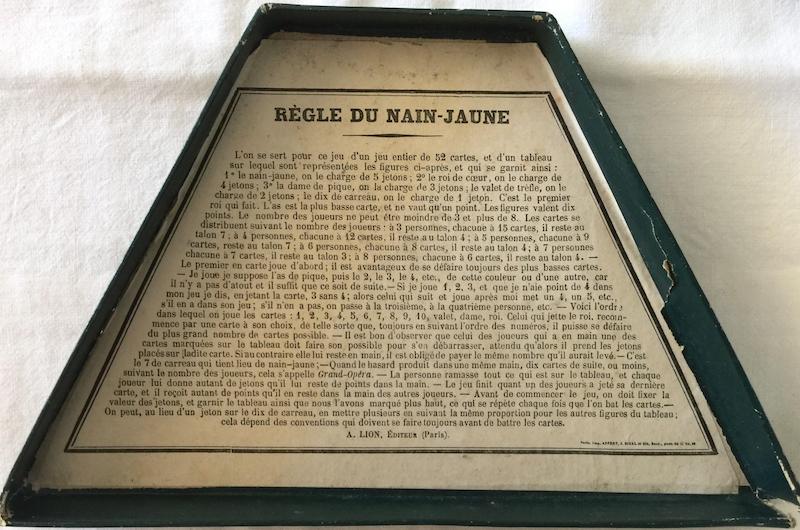 RÈGLE DU NAIN-JAUNE
L'on se sert pour ce jeu d'un jeu entier de 52 cartes, et d'un tableau
sur lequel sont représentées les figures ci-après, et qui se garnit ainsi :
1° le nain-jaune, on le charge de 5 jetons ; 2° le roi de cœur, on le charge de
4 jetons ; 3° la dame de pique, on la charge de 3 jetons ; le valet de trèfle, on le
charge de 2 jetons ; le dix de carreau, on le charge de 1 jeton. C'est le premier
roi qui fait. L'as est la plus basse carte, et ne vaut qu'un point. Les figures valent dix
points. Le nombre des joueurs ne peut être moindre de 3 et plus de 8. Les cartes se
distribuent suivant le nombre des joueurs : à 3 personnes, chacune à 15 cartes, il reste au
talon 7 ; à 4 personnes, chacune à 12 cartes, il reste au talon 4 ; à 5 personnes, chacune à 9
cartes, reste au talon 7 ; à 6 personnes, chacune à 8 cartes, il reste au talon 4 ; à 7 personnes
chacune à 7 cartes, il reste au talon 3 ; à 8 personnes, chacune à 6 cartes, il reste au talon 4. —
Le premier en carte joue d'abord ; il est avantageux de se défaire toujours des plus basses cartes.
— Je joue je suppose l'as de pique, puis le 2, le 3, le 4, etc., de cette couleur ou d'une autre, car
il n'y a pas d'atout et il suffit que ce soit de suite. — Si je joue 1, 2, 3, et que je n'aie point de 4 dans
mon jeu je dis, en jetant la carte, 3 sans 4 ; alors celui qui suit et joue après moi met un 4, un 5, etc.,
s'il en a dans son jeu ; s'il n'en a pas, on passe à la troisième, à la quatrième personne, etc. — Voici l'ordre
dans lequel on joue les cartes : 1, 2, 3, 4, 5, 6, 7, 8, 9, 10, valet, dame, roi. Celui qui jette le roi, recom-
mence par une carte à son choix, de telle sorte que, toujours en suivant l'ordre des numéros, il puisse se défaire
du plus grand nombre de cartes possible. — Il est bon d'observer que celui des joueurs qui a en main une des
cartes marquées sur le tableau doit faire son possible pour s'en débarrasser, attendu qu'alors il prend les jetons
placés sur ladite carte. Si au contraire elle lui reste en main, il est obligé de payer le même nombre qu'il aurait levé. — C'est
le 7 de carreau qui tient lieu de nain-jaune ; — Quand le hasard produit dans une même main, dix cartes de suite, ou moins,
suivant le nombre des joueurs, cela s'appelle Grand-Opéra. — La personne ramasse tout ce qui est sur le tableau, et chaque
joueur lui donne autant de jetons qu'il lui reste de points dans la main. — Le jeu finit quant un des joueurs a jeté sa dernière
carte, et il reçoit autant de points qu'il en reste dans la main des autres joueurs. — Avant de commencer le jeu, on doit fixer la
valeur des jetons, et garnir le tableau ainsi que nous l'avons marqué plus haut, ce qui se répète chaque fois que l'on bat les cartes. —
On peut, au lieu d'un jeton sur le dix de carreau, en mettre plusieurs en suivant la même proportion pour les autres figures du tableau ;
cela dépend des conventions qui doivent se faire toujours avant de battre les cartes.
A. LION, ÉDITEUR (Paris).